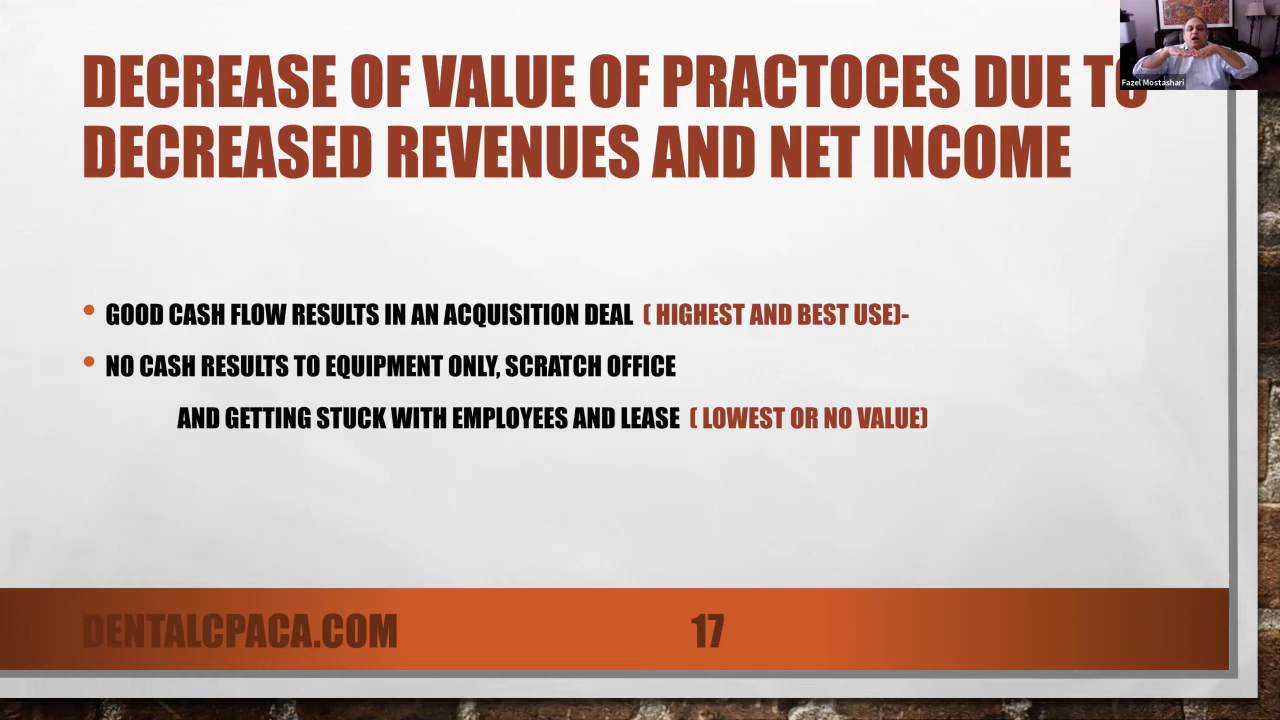 DECREASE OF VALUE OF PRACTOCES DUE TO
DECREASED REVENUES AND NET INCOME
Fazel Mostashari
• GOOD CASH FLOW RESULTS IN AN ACQUISITION DEAL ( HIGHEST AND BEST USE)-
• NO CASH RESULTS TO EQUIPMENT ONLY, SCRATCH OFFICE
AND GETTING STUCK WITH EMPLOYEES AND LEASE ( LOWEST OR NO VALUE)
DENTALCPACA.COM
17